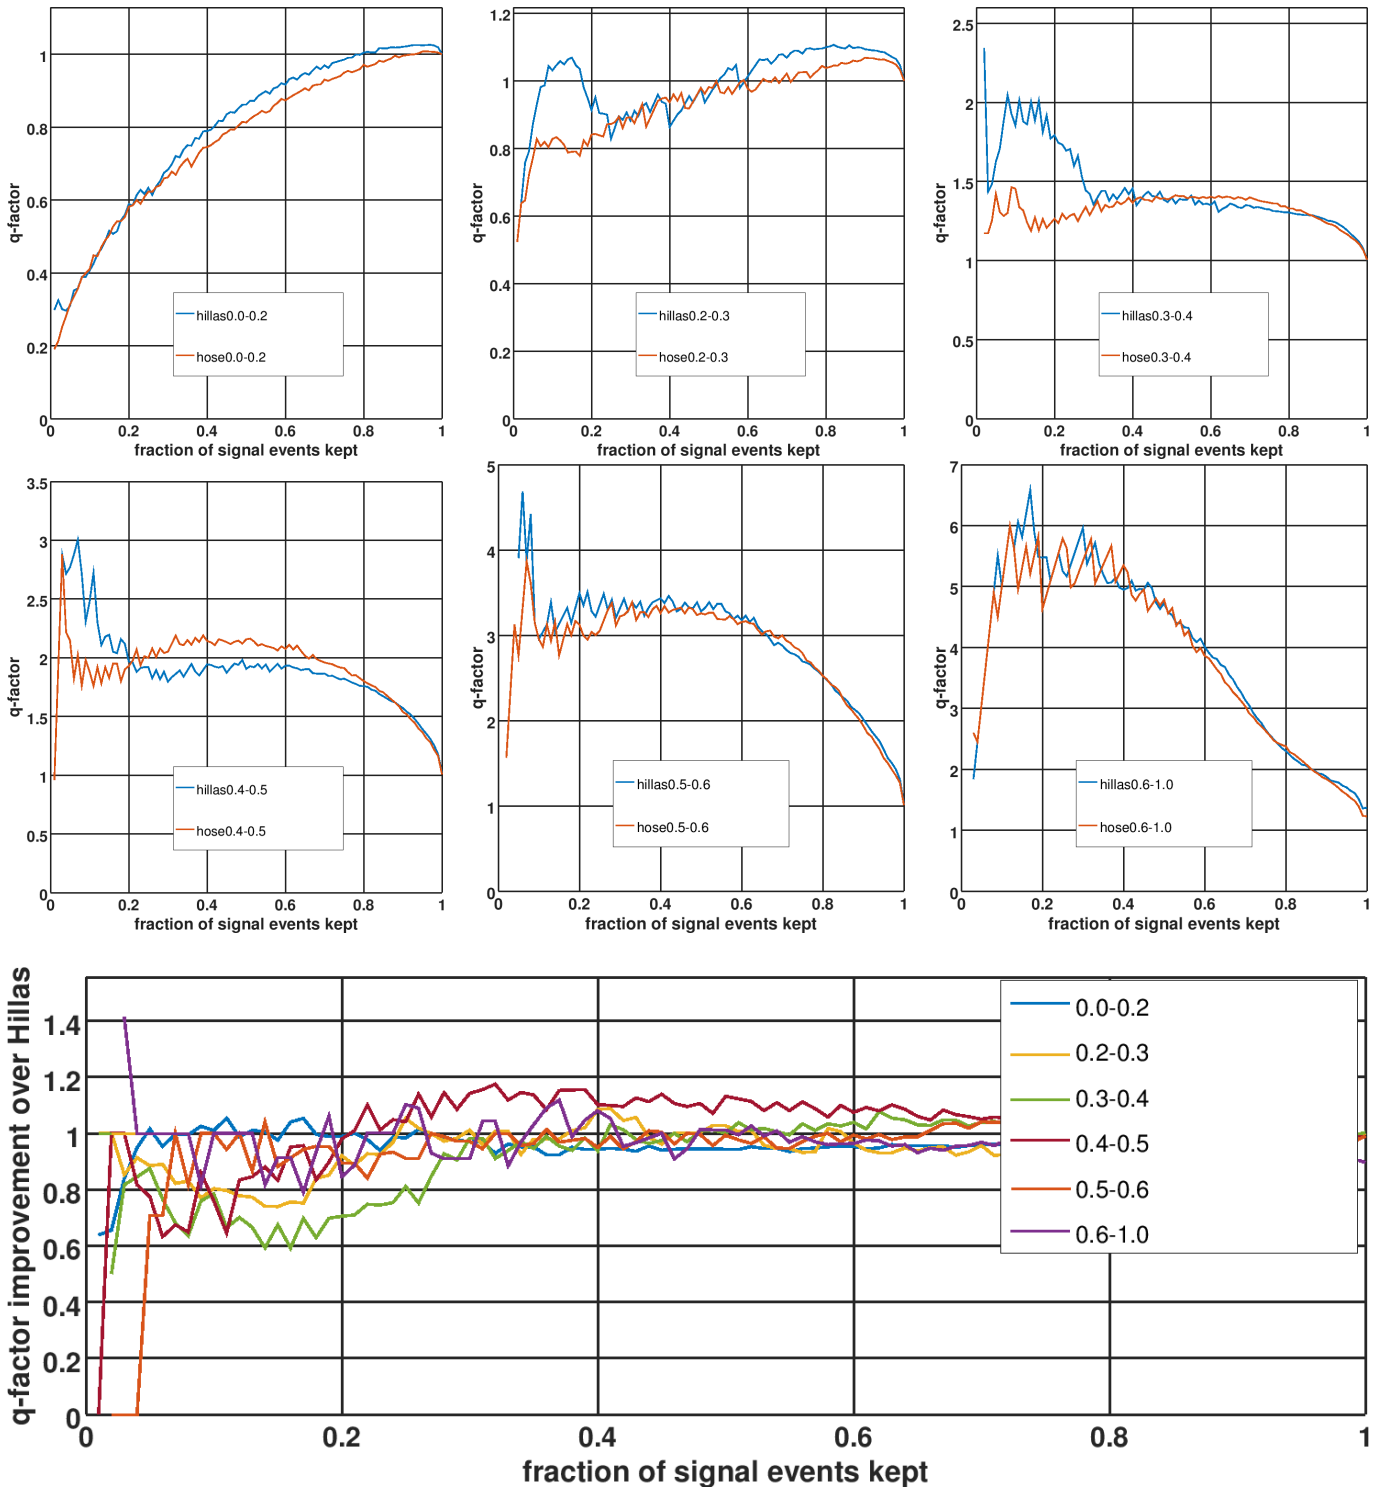 q-factor
1
0.8
0.6
0.4
0.2
0
hillas0.0-0.2
hose0.0-0.2
0 0.2 0.4 0.6 0.8 1
fraction of signal events kept
q-factor
1.2
1
0.8
0.6
0.4
0.2
0
hillas0.2-0.3
hose0.2-0.3
0 0.2 0.4 0.6 0.8 1
fraction of signal events kept
q-factor
2.5
2
1.5
1
0.5
0
hillas0.3-0.4
hose0.3-0.4
0 0.2 0.4 0.6 0.8 1
fraction of signal events kept
q-factor
3.5
3
2.5
2
1.5
1
0.5
0
hillas0.4-0.5
hose0.4-0.5
0 0.2 0.4 0.6 0.8 1
fraction of signal events kept
q-factor
5
4
3
2
1
0
hillas0.5-0.6
hose0.5-0.6
0 0.2 0.4 0.6 0.8 1
fraction of signal events kept
q-factor
7
6
5
4
3
2
1
0
hillas0.6-1.0
hose0.6-1.0
0 0.2 0.4 0.6 0.8 1
fraction of signal events kept
q-factor improvement over Hillas
1.4
1.2
1
0.8
0.6
0.4
0.2
0
0.0-0.2
0.2-0.3
0.3-0.4
0.4-0.5
0.5-0.6
0.6-1.0
0 0.2 0.4 0.6 0.8 1
fraction of signal events kept